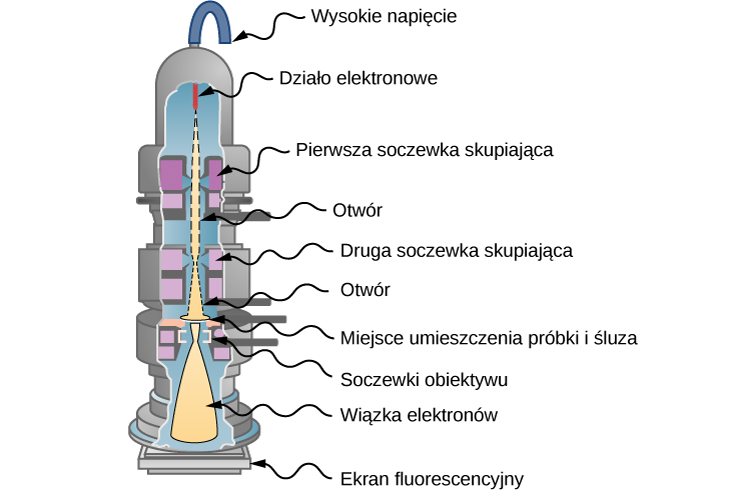 Wysokie napięcie
Działo elektronowe
Pierwsza soczewka skupiająca
Otwór
Druga soczewka skupiająca
Otwór
Miejsce umieszczenia próbki i śluza
Soczewki obiektywu
Wiązka elektronów
Ekran fluorescencyjny